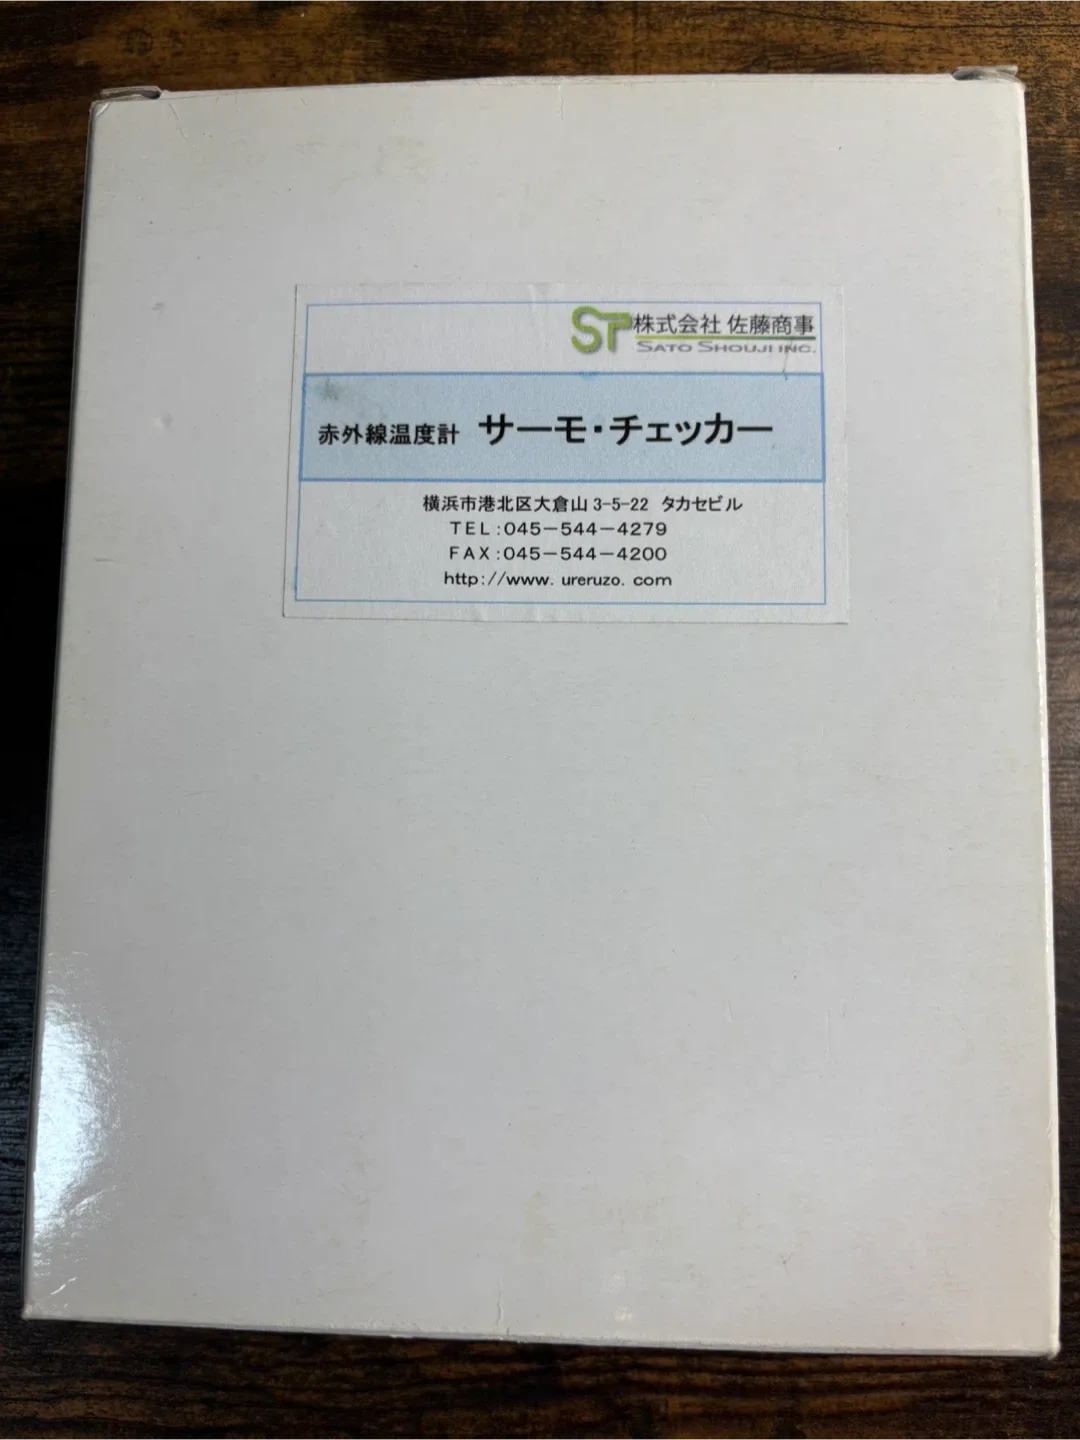 ST株式会社 佐藤商事
SATO SHOUJI INC.
赤外線温度計 サーモ・チェッカー
横浜市港北区大倉山3-5-22 タカセビル
TEL:045-544-4279
FAX:045-544-4200
http://www.ureruzo.com